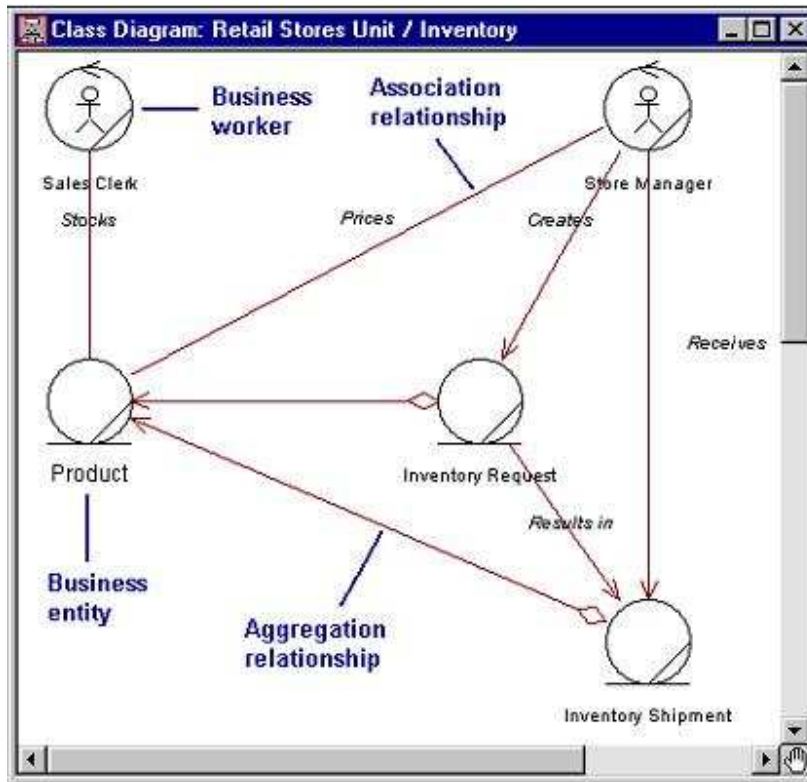 Class Diagram: Retail Stores Unit / Inventory
Business
worker
Association
relationship
Sales Clerk
Store Manager
Stocks
Prices
Creates
Receives
Product
Inventory Request
Results in
Business
entity
Aggregation
relationship
Inventory Shipment